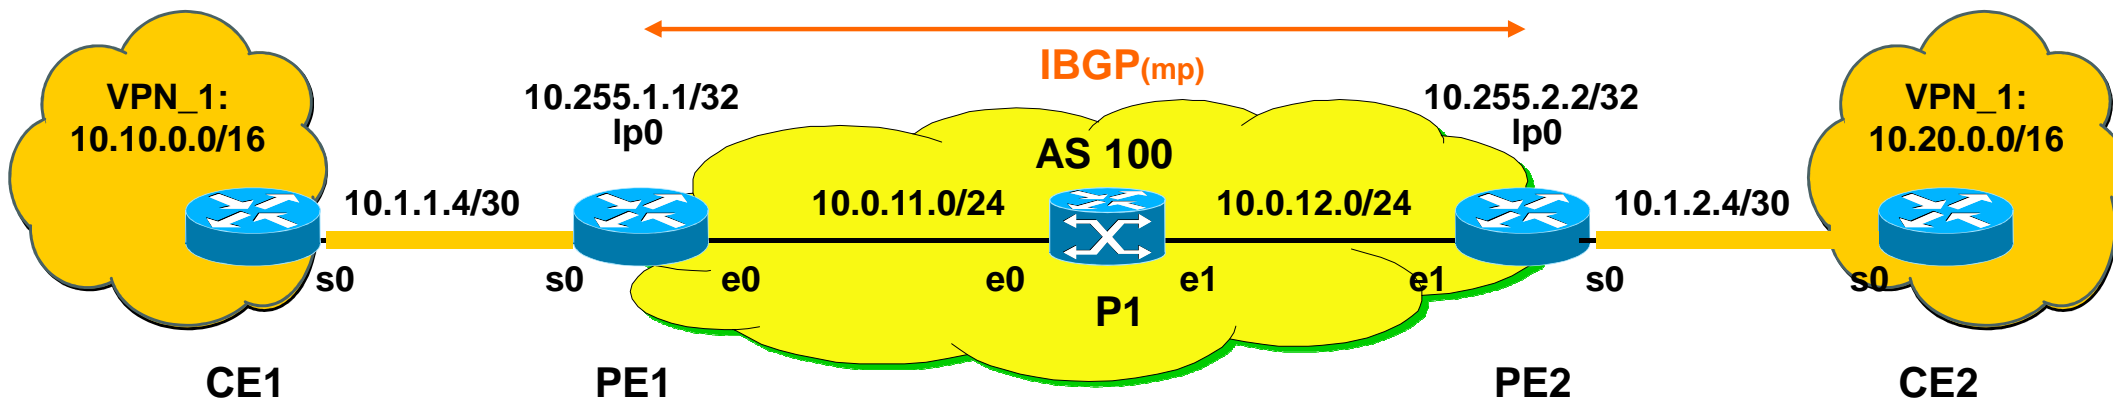 IBGP(mp)
VPN_1:
10.10.0.0/16
10.255.1.1/32
lp0
AS 100
10.255.2.2/32
lp0
VPN_1:
10.20.0.0/16
10.1.1.4/30
10.0.11.0/24
10.0.12.0/24
10.1.2.4/30
s0
s0
e0
e0
e1
e1
s0
s0
P1
CE1
PE1
PE2
CE2